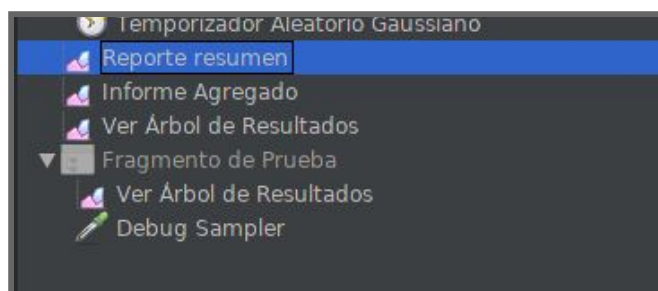 Temporizador Aleatorio Gaussiano
Reporte resumen
Informe Agregado
Ver Árbol de Resultados
Fragmento de Prueba
Ver Árbol de Resultados
Debug Sampler